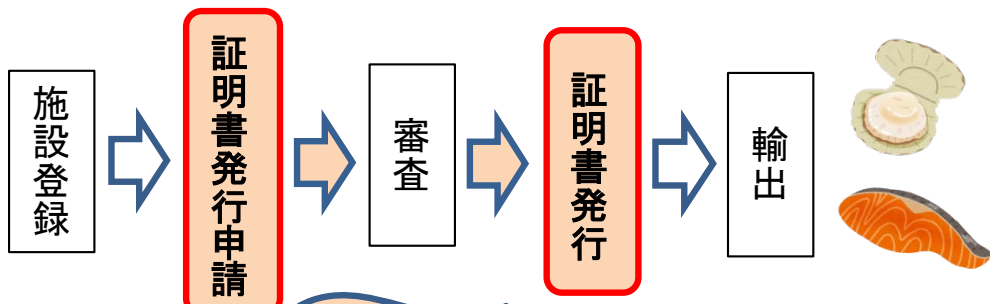 施設登録
証明書発行申請
審査
証明書発行
輸出